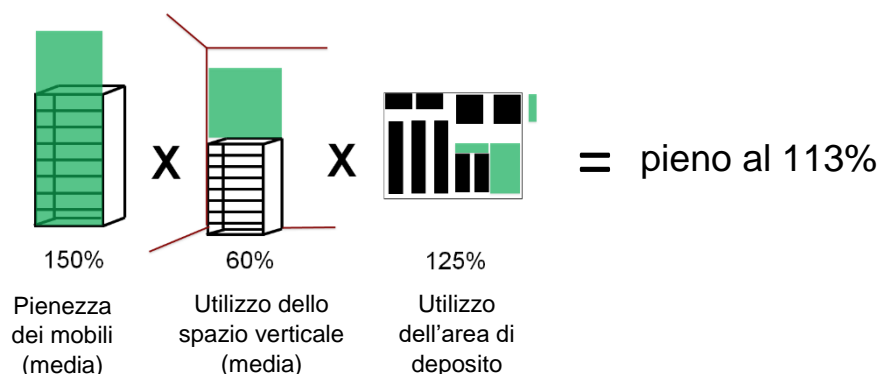 X X = pieno al 113%
150% 60% 125%
Pienezza
dei mobili
(media)
Utilizzo dello
spazio verticale
(media)
Utilizzo
dell’area di
deposito